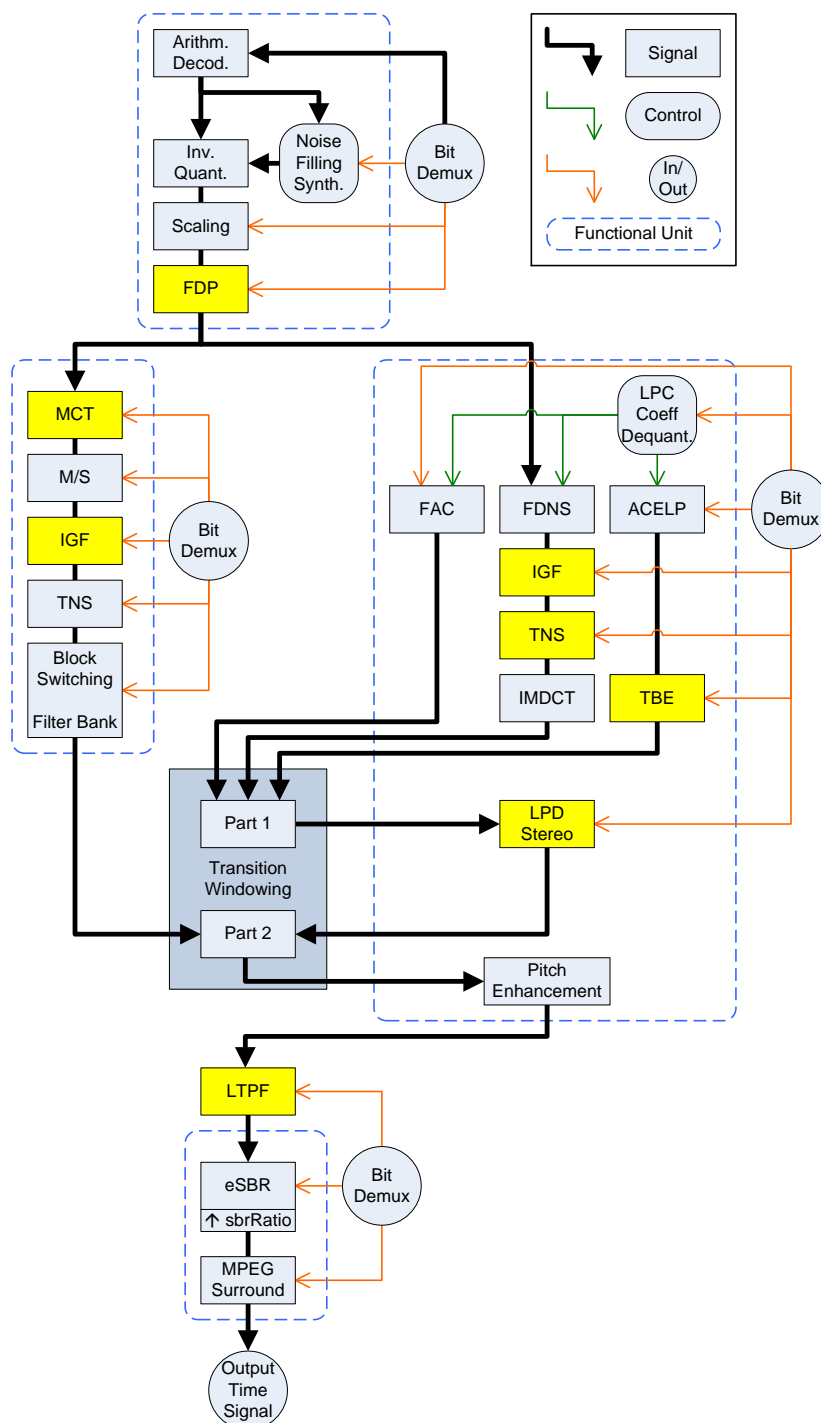 Arithm.
Decod.
Signal
Control
Noise
Filling
Synth.
Bit
Demux
Inv.
Quant.
In/
Out
Scaling
Functional Unit
FDP
MCT
LPC
Coeff
Dequant.
M/S
FAC
FDNS
ACELP
Bit
Demux
IGF
Bit
Demux
IGF
TNS
TNS
Block
Switching
Filter Bank
IMDCT
TBE
Part 1
LPD
Stereo
Transition
Windowing
Part 2
Pitch
Enhancement
LTPF
eSBR
↑ sbrRatio
Bit
Demux
MPEG
Surround
Output
Time
Signal